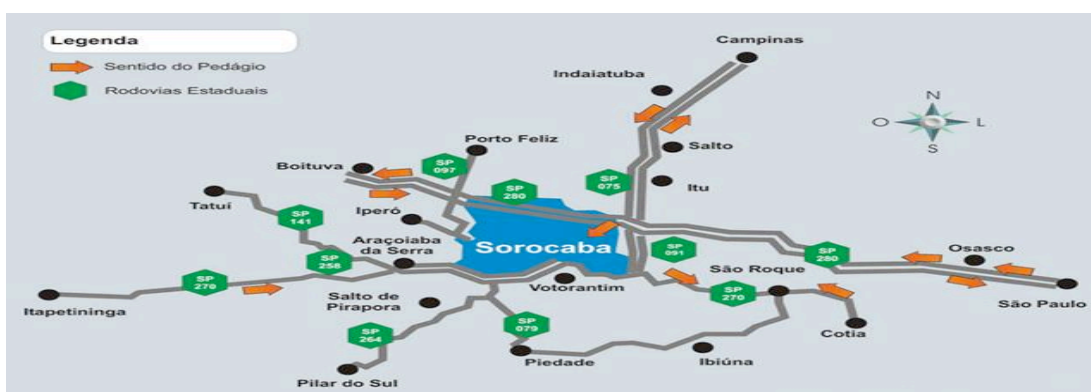 Legenda
Sentido do Pedágio
Rodovias Estaduais
Campinas
Indaiatuba
N
O
L
S
Porto Feliz
Salto
Boituva
SP
097
SP
280
SP
075
Itu
Tatuí
SP
141
Iperó
Araçoiaba
da Serra
Sorocaba
SP
091
SP
280
Osasco
SP
258
São Roque
SP
270
Votorantim
SP
270
São Paulo
Itapetininga
Salto de
Pirapora
SP
079
Cotia
SP
264
Piedade
Ibiúna
Pilar do Sul